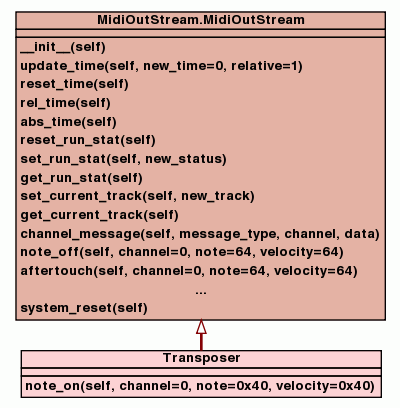 MidiOutStream.MidiOutStream
__init__(self)
update_time(self, new_time=0, relative=1)
reset_time(self)
rel_time(self)
abs_time(self)
reset_run_stat(self)
set_run_stat(self, new_status)
get_run_stat(self)
set_current_track(self, new_track)
get_current_track(self)
channel_message(self, message_type, channel, data)
note_off(self, channel=0, note=64, velocity=64)
aftertouch(self, channel=0, note=64, velocity=64)
...
system_reset(self)
Transposer
note_on(self, channel=0, note=0x40, velocity=0x40)